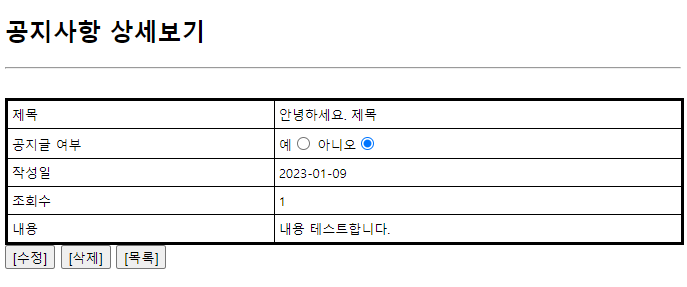 공지사항 상세보기
제목 안녕하세요. 제목
공지글 여부 예 아니오
작성일 2023-01-09
조회수 1
내용 내용 테스트합니다.
[수정] [삭제] [목록]